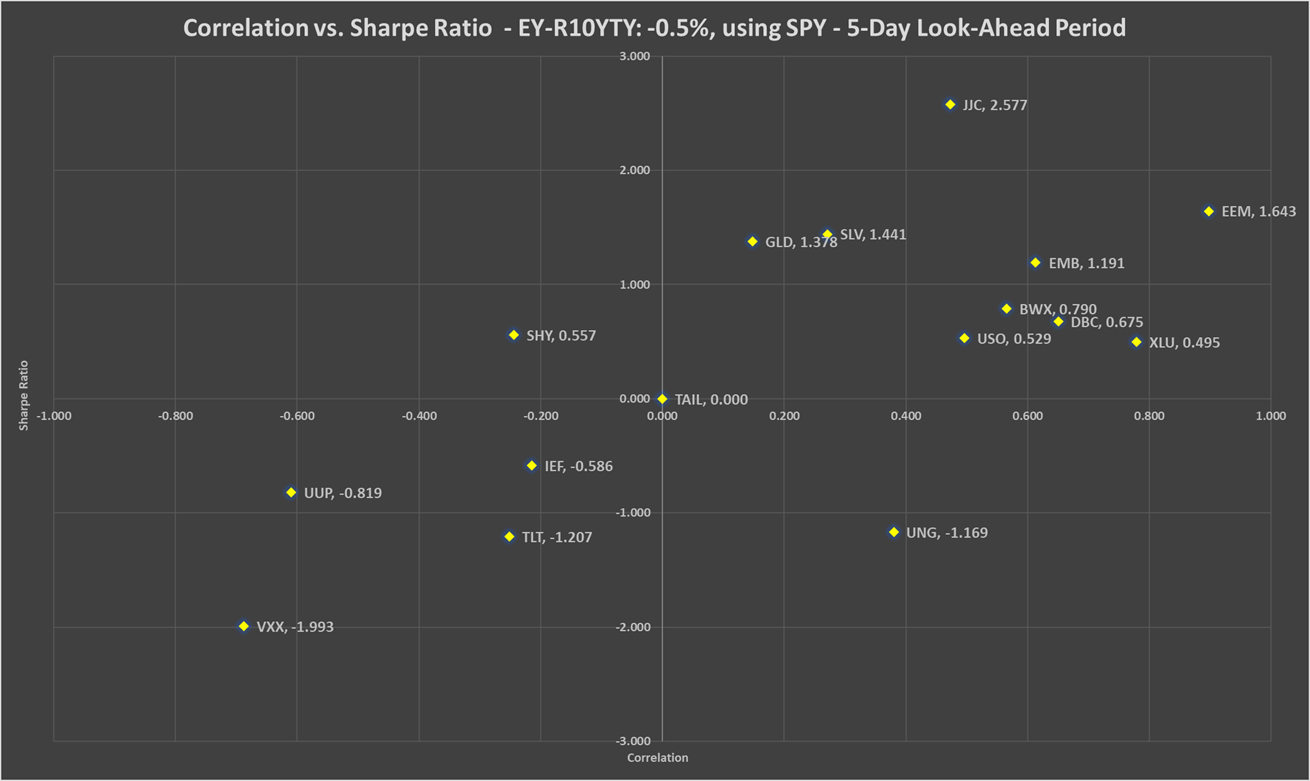 Correlation vs. Sharpe Ratio - EY-R10YTY: -0.5%, using SPY - 5-Day Look-Ahead Period
3.000
JJC, 2.577
2.000
EEM, 1.643
SLV, 1.441
GLD, 1.378
EMB, 1.191
1.000
BWX, 0.790
DBC, 0.675
SHY, 0.557
USO, 0.529
XLU, 0.495
Sharpe Ratio
0.000
TAIL, 0.000
-1.000 -0.800 -0.600 -0.400 -0.200 0.000 0.200 0.400 0.600 0.800 1.000
IEF, -0.586
UUP, -0.819
-1.000
UNG, -1.169
TLT, -1.207
VXX, -1.993
-2.000
-3.000
Correlation